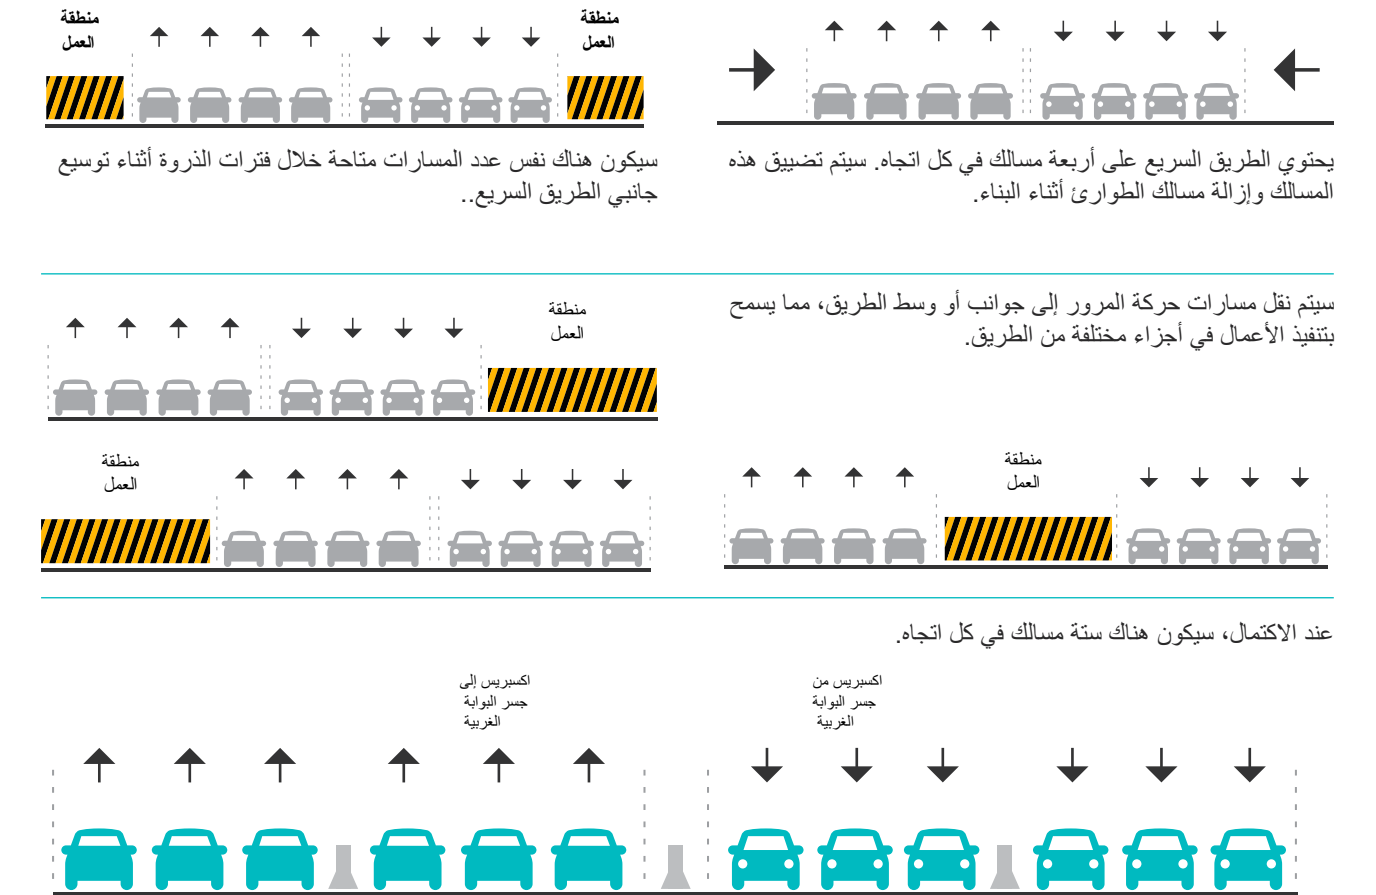 يحتوي الطريق السريع على أربعة مسالك في كل اتجاه. سيتم تضييق هذه
المسالك وإزالة مسالك الطوارئ أثناء البناء.
منطقة
العمل
منطقة
العمل
سيكون هناك نفس عدد المسارات متاحة خلال فترات الذروة أثناء توسيع
جانبي الطريق السريع..
سيتم نقل مسارات حركة المرور إلى جوانب أو وسط الطريق، مما يسمح
بتنفيذ الأعمال في أجزاء مختلفة من الطريق.
منطقة
العمل
منطقة
العمل
منطقة
العمل
عند الاكتمال، سيكون هناك ستة مسالك في كل اتجاه.
اكسبريس من
جسر البوابة
الغربية
اكسبريس إلى
جسر البوابة
الغربية